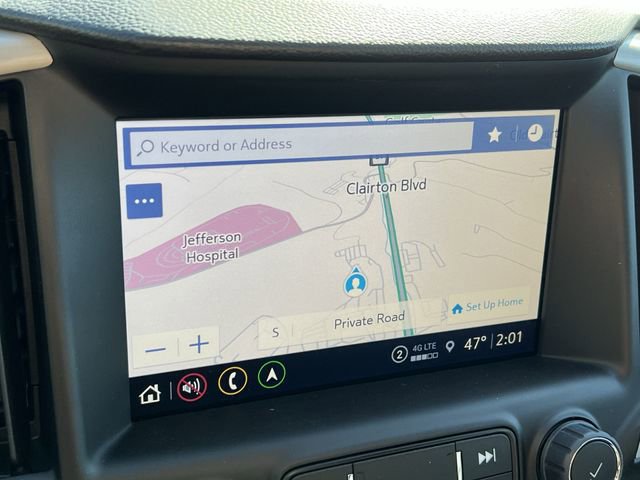 Keyword or Address
Clairton Blvd
Jefferson
Hospital
Set Up Home
S
Private Road
2
4G LTE
47°
2:01